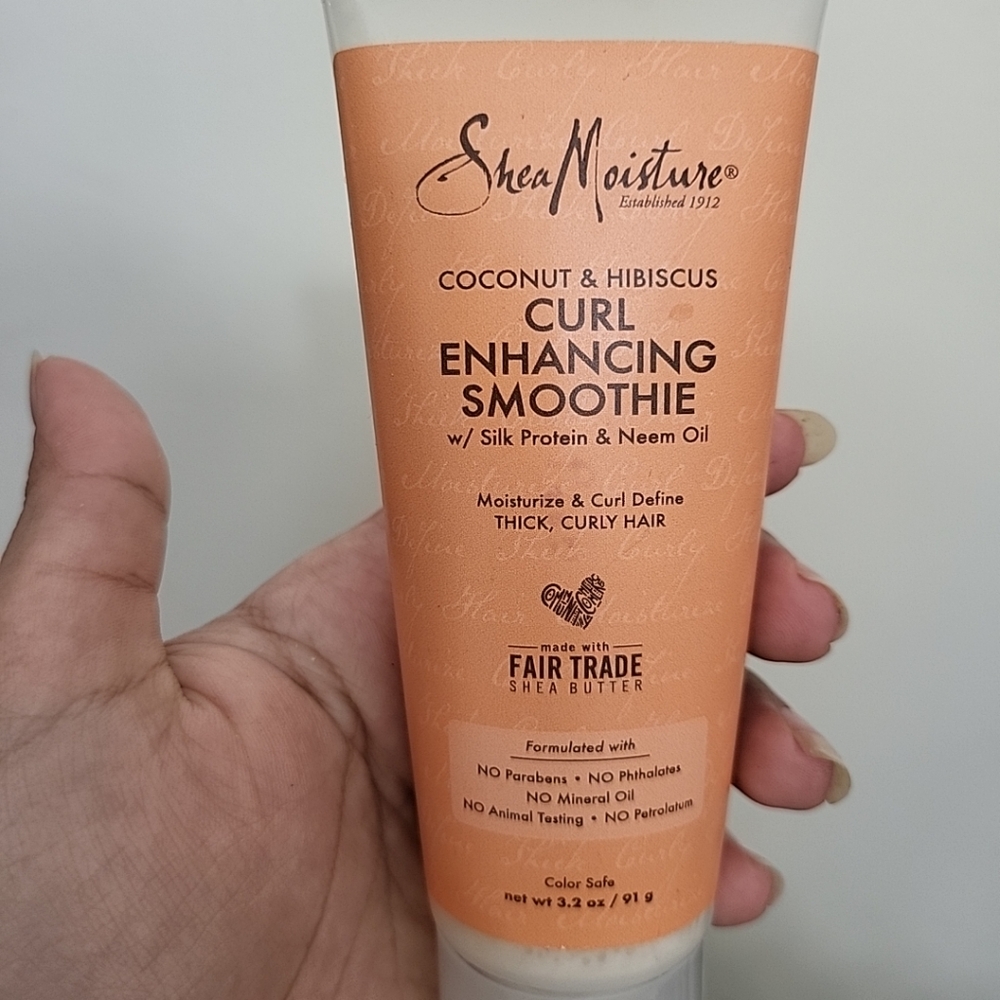 SheaMoisture®
Established 1912
COCONUT & HIBISCUS
CURL
ENHANCING
SMOOTHIE
w/ Silk Protein & Neem Oil
Moisturize & Curl Define
THICK, CURLY HAIR
COMMUNITY COMMERCE
made with
FAIR TRADE
SHEA BUTTER
Formulated with
NO Parabens • NO Phthalates
NO Mineral Oil
NO Animal Testing • NO Petrolatum
Color Safe
net wt 3.2 oz / 91 g